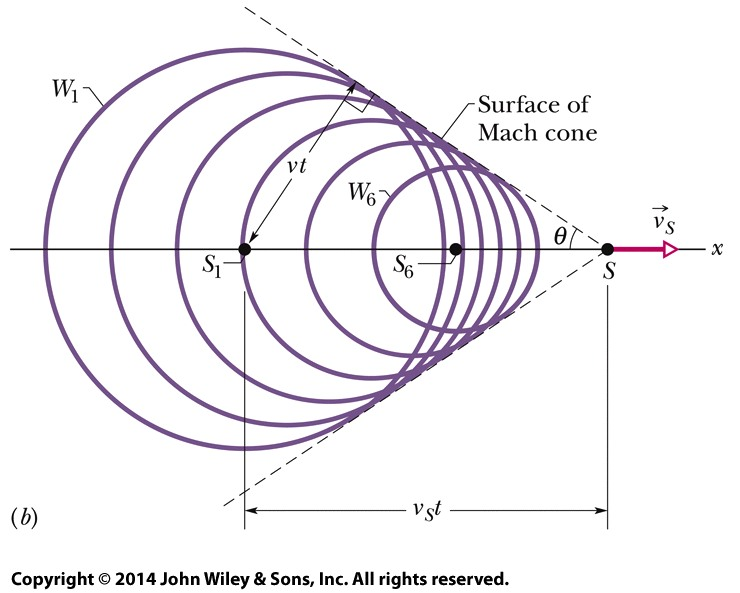 W₁
Surface of
Mach cone
vt
W₆
v⃗S
θ
x
S₁
S₆
S
vSt
(b)
Copyright © 2014 John Wiley & Sons, Inc. All rights reserved.